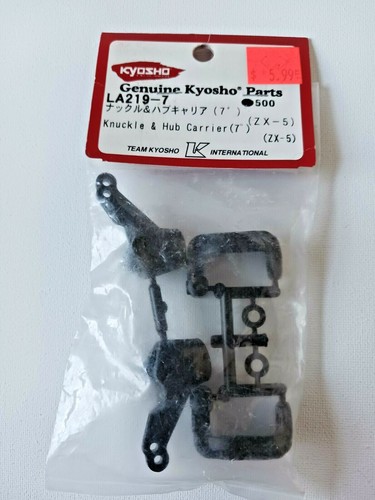 KYOSHO
$ 5.99
Genuine Kyosho® Parts
LA219-7 ●500
ナックル&ハブキャリア(7°) (ZX-5)
Knuckle & Hub Carrier(7°) (ZX-5)
TEAM KYOSHO K INTERNATIONAL